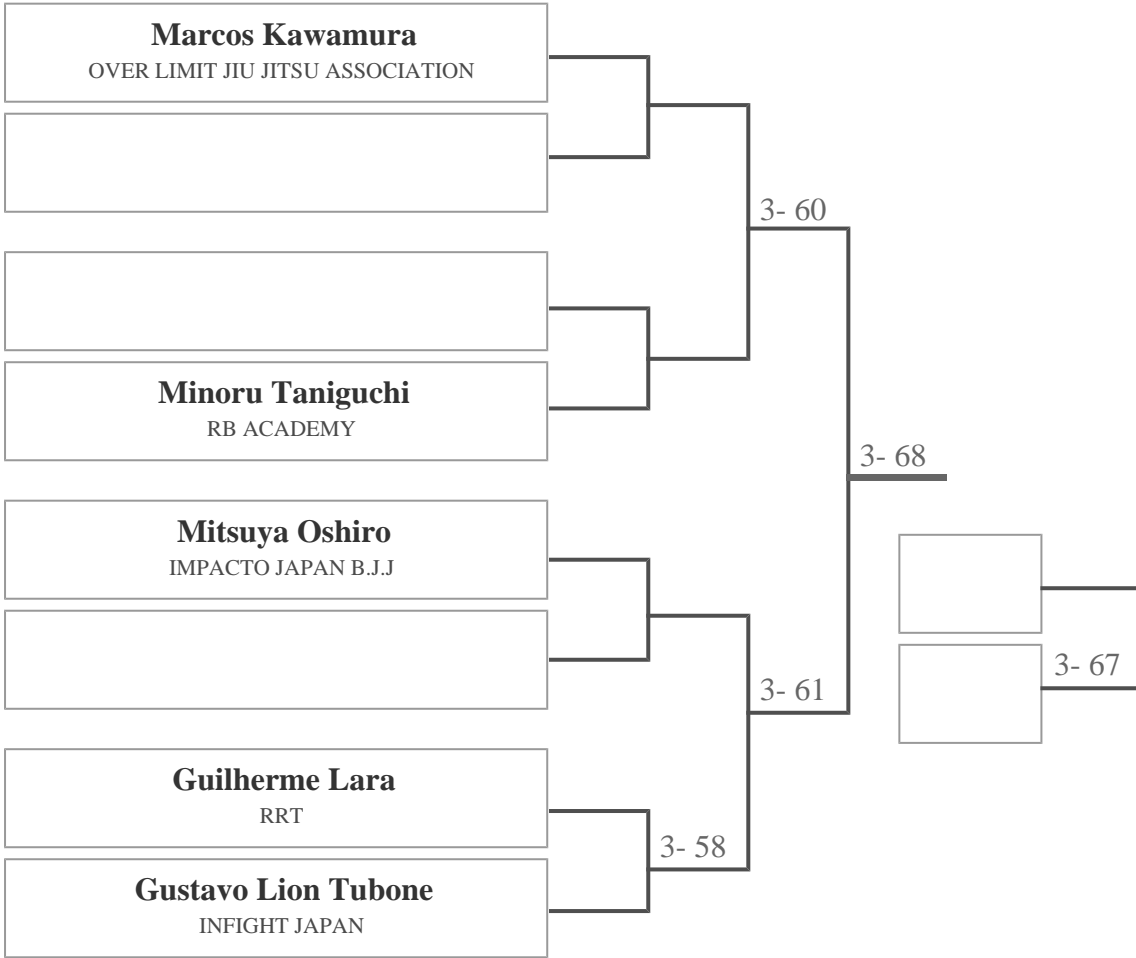 Marcos Kawamura
OVER LIMIT JIU JITSU ASSOCIATION
3- 60
Minoru Taniguchi
RB ACADEMY
3- 68
Mitsuya Oshiro
IMPACTO JAPAN B.J.J
3- 67
3- 61
Guilherme Lara
RRT
3- 58
Gustavo Lion Tubone
INFIGHT JAPAN